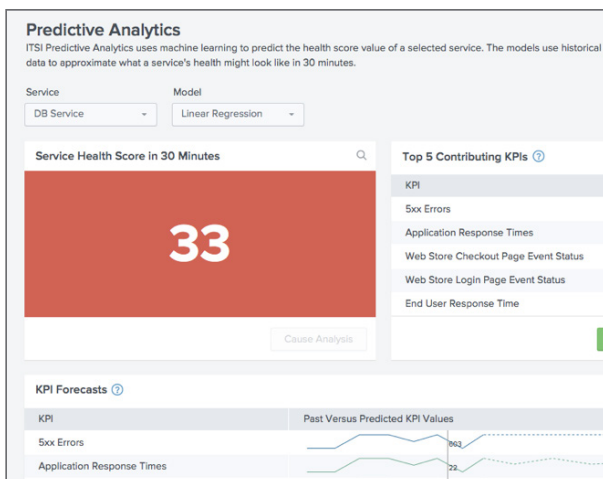 Predictive Analytics
ITSI Predictive Analytics uses machine learning to predict the health score value of a selected service. The models use historical
data to approximate what a service's health might look like in 30 minutes.
Service Model
DB Service Linear Regression
Service Health Score in 30 Minutes
33
Cause Analysis
Top 5 Contributing KPIs ?
KPI
5xx Errors
Application Response Times
Web Store Checkout Page Event Status
Web Store Login Page Event Status
End User Response Time
KPI Forecasts ?
KPI Past Versus Predicted KPI Values
5xx Errors 603
Application Response Times 22